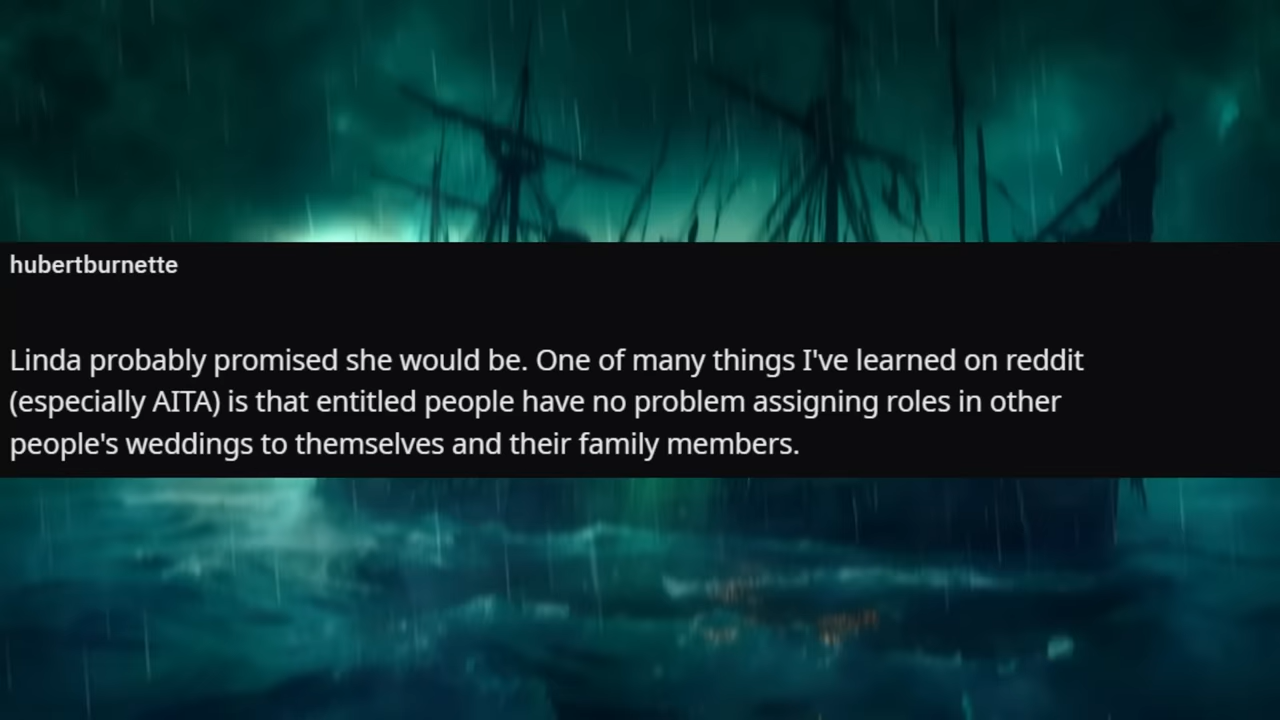 hubertburnette
Linda probably promised she would be. One of many things I've learned on reddit
(especially AITA) is that entitled people have no problem assigning roles in other
people's weddings to themselves and their family members.